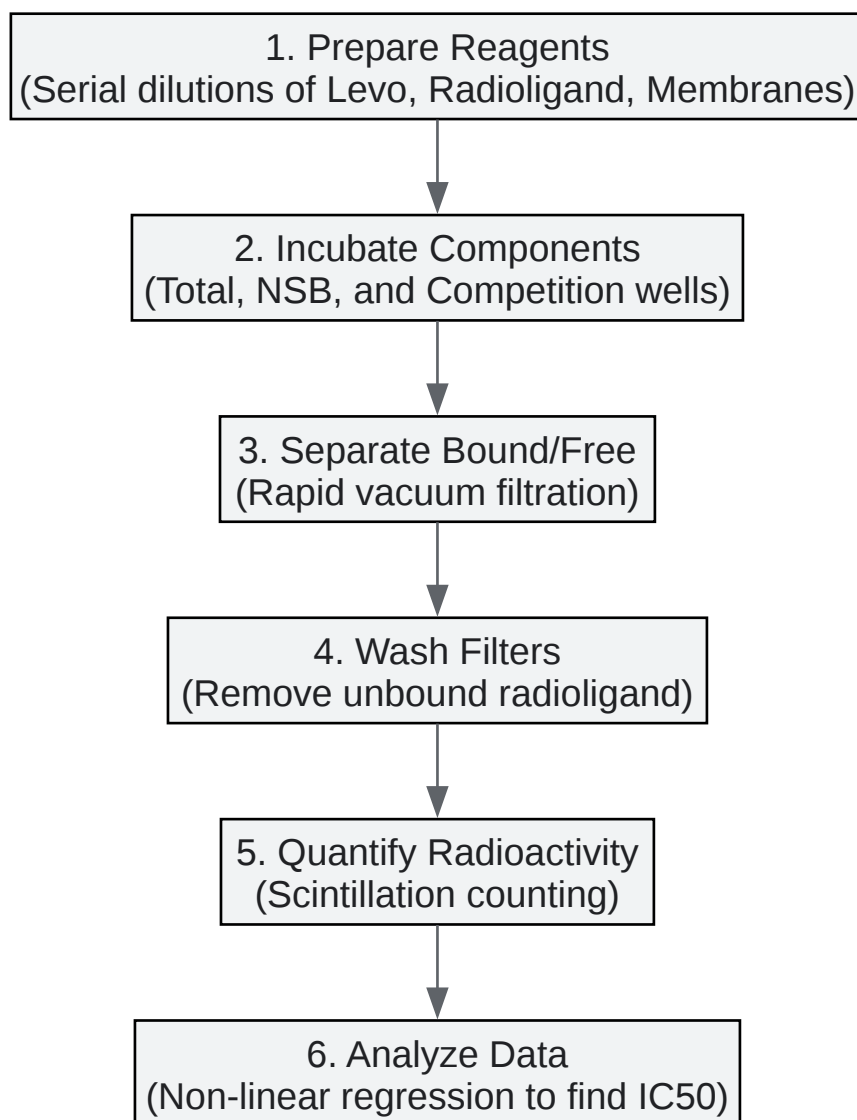 1. Prepare Reagents
(Serial dilutions of Levo, Radioligand, Membranes)
2. Incubate Components
(Total, NSB, and Competition wells)
3. Separate Bound/Free
(Rapid vacuum filtration)
4. Wash Filters
(Remove unbound radioligand)
5. Quantify Radioactivity
(Scintillation counting)
6. Analyze Data
(Non-linear regression to find IC50)